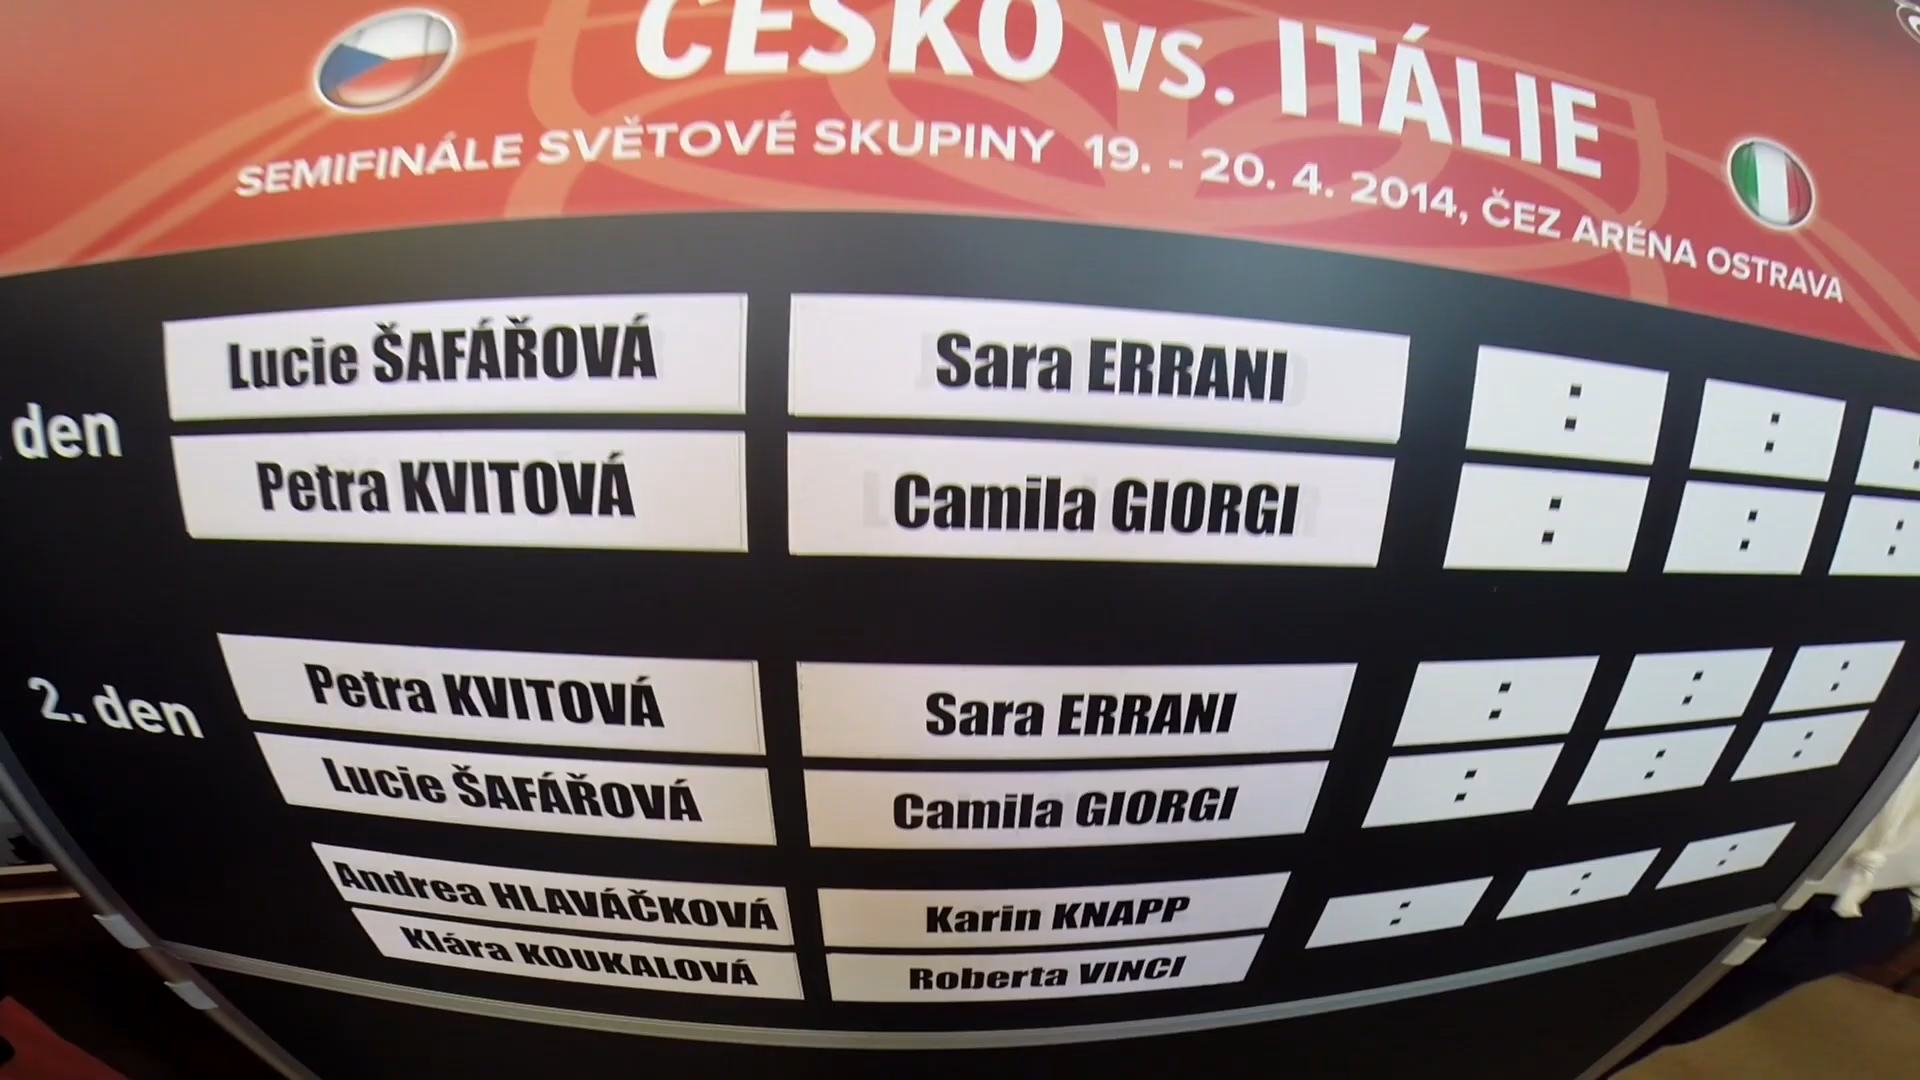 ČESKO VS. ITÁLIE
SEMIFINÁLE SVĚTOVÉ SKUPINY 19. - 20. 4. 2014, ČEZ ARÉNA OSTRAVA
den
Lucie ŠAFÁŘOVÁ Sara ERRANI : : :
Petra KVITOVÁ Camila GIORGI : : :
2. den
Petra KVITOVÁ Sara ERRANI : : :
Lucie ŠAFÁŘOVÁ Camila GIORGI : : :
Andrea HLAVÁČKOVÁ Karin KNAPP : : :
Klára KOUKALOVÁ Roberta VINCI